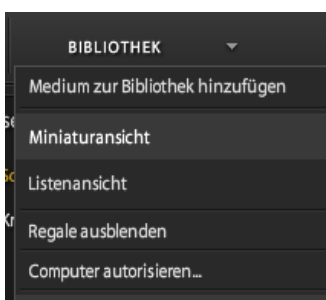 BIBLIOTHEK
Medium zur Bibliothek hinzufügen
Miniaturansicht
Listenansicht
Regale ausblenden
Computer autorisieren...